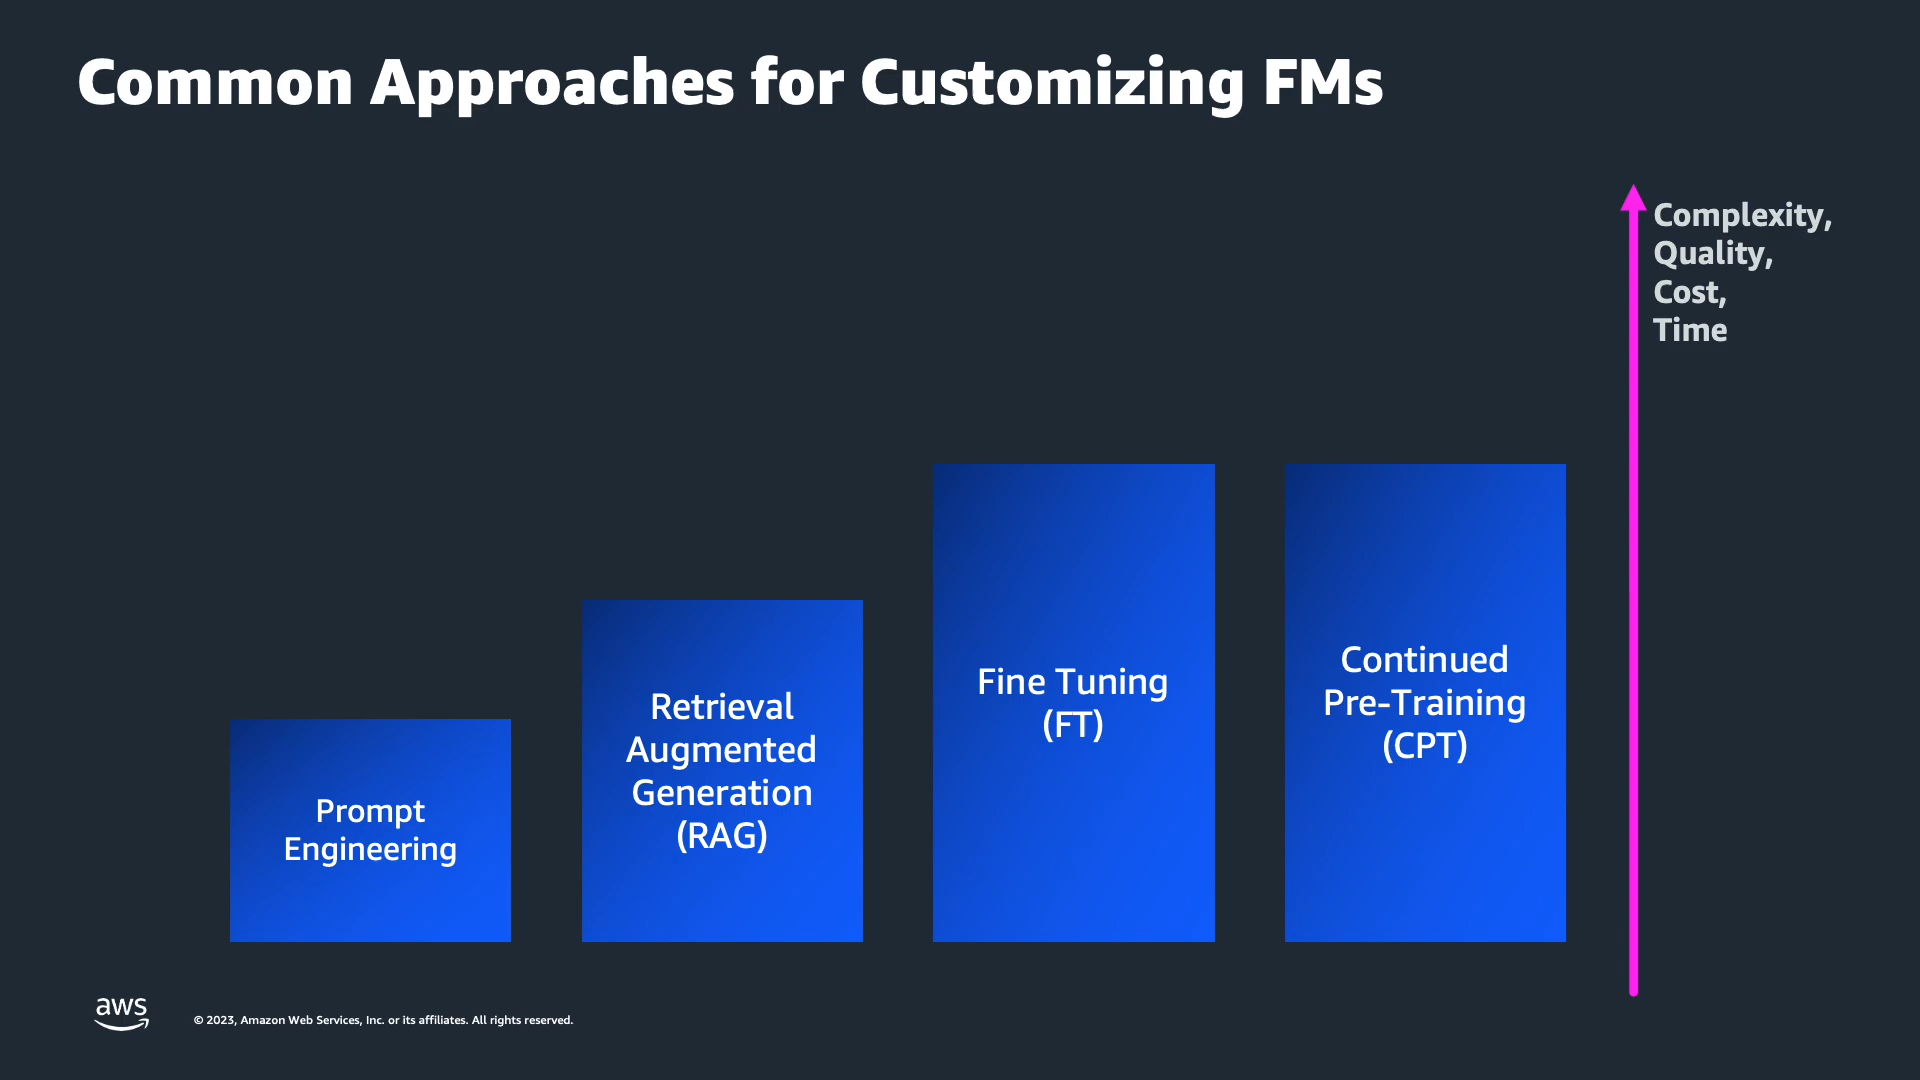 Common Approaches for Customizing FMs
Complexity,
Quality,
Cost,
Time
Prompt
Engineering
Retrieval
Augmented
Generation
(RAG)
Fine Tuning
(FT)
Continued
Pre-Training
(CPT)
aws
© 2023, Amazon Web Services, Inc. or its affiliates. All rights reserved.